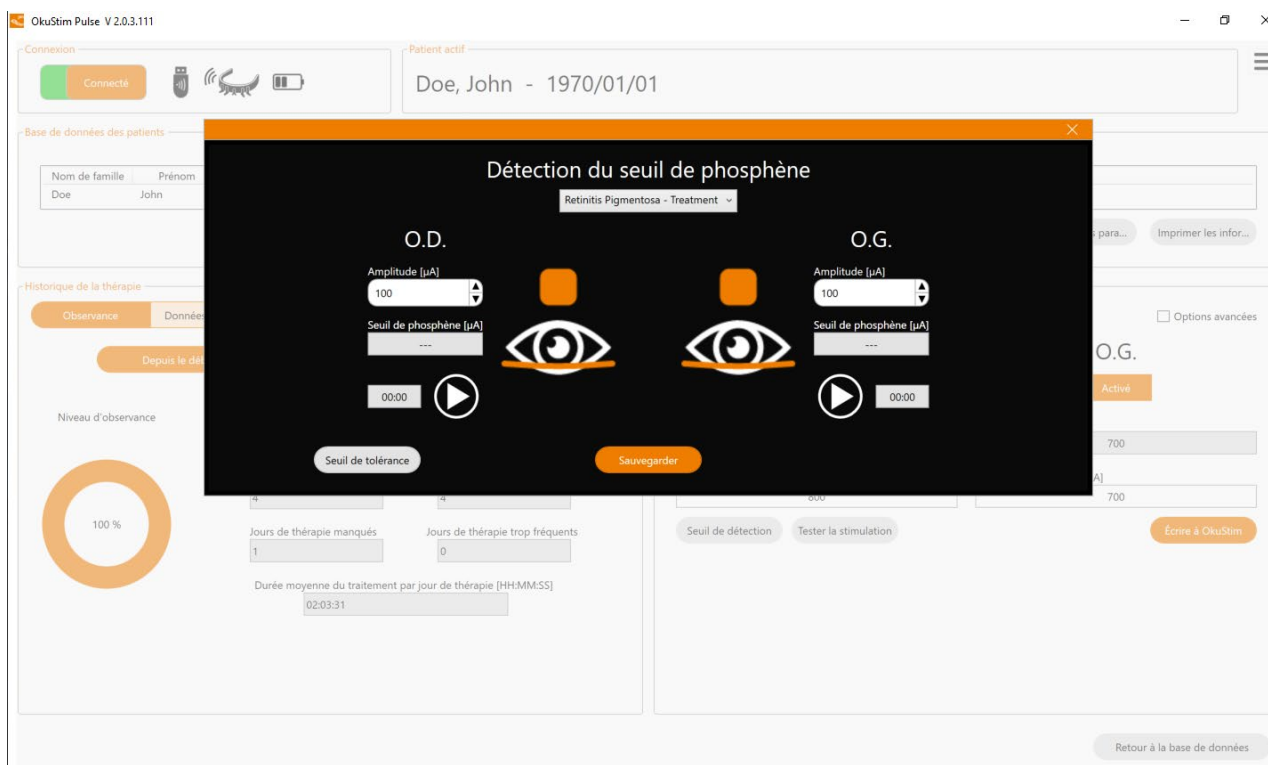 OkuStim Pulse V 2.0.3.111
Connexion
Connecté
Patient actif
Doe, John - 1970/01/01
Base de données des patients
Nom de famille Prénom
Doe John
Imprimer les infor...
Détection du seuil de phosphène
Retinitis Pigmentosa - Treatment
O.D.
O.G.
Amplitude [µA]
Amplitude [µA]
100
100
Seuil de phosphène [µA]
Seuil de phosphène [µA]
---
---
00:00
00:00
Seuil de tolérance
Sauvegarder
Historique de la thérapie
Observance
Depuis le
Niveau d'observance
100 %
4
4
Jours de thérapie manqués
Jours de thérapie trop fréquents
1
0
Durée moyenne du traitement par jour de thérapie [HH:MM:SS]
02:03:31
Options avancées
O.G.
Activé
700
700
Seuil de détection
Tester la stimulation
Écrire à OkuStim
Retour à la base de données